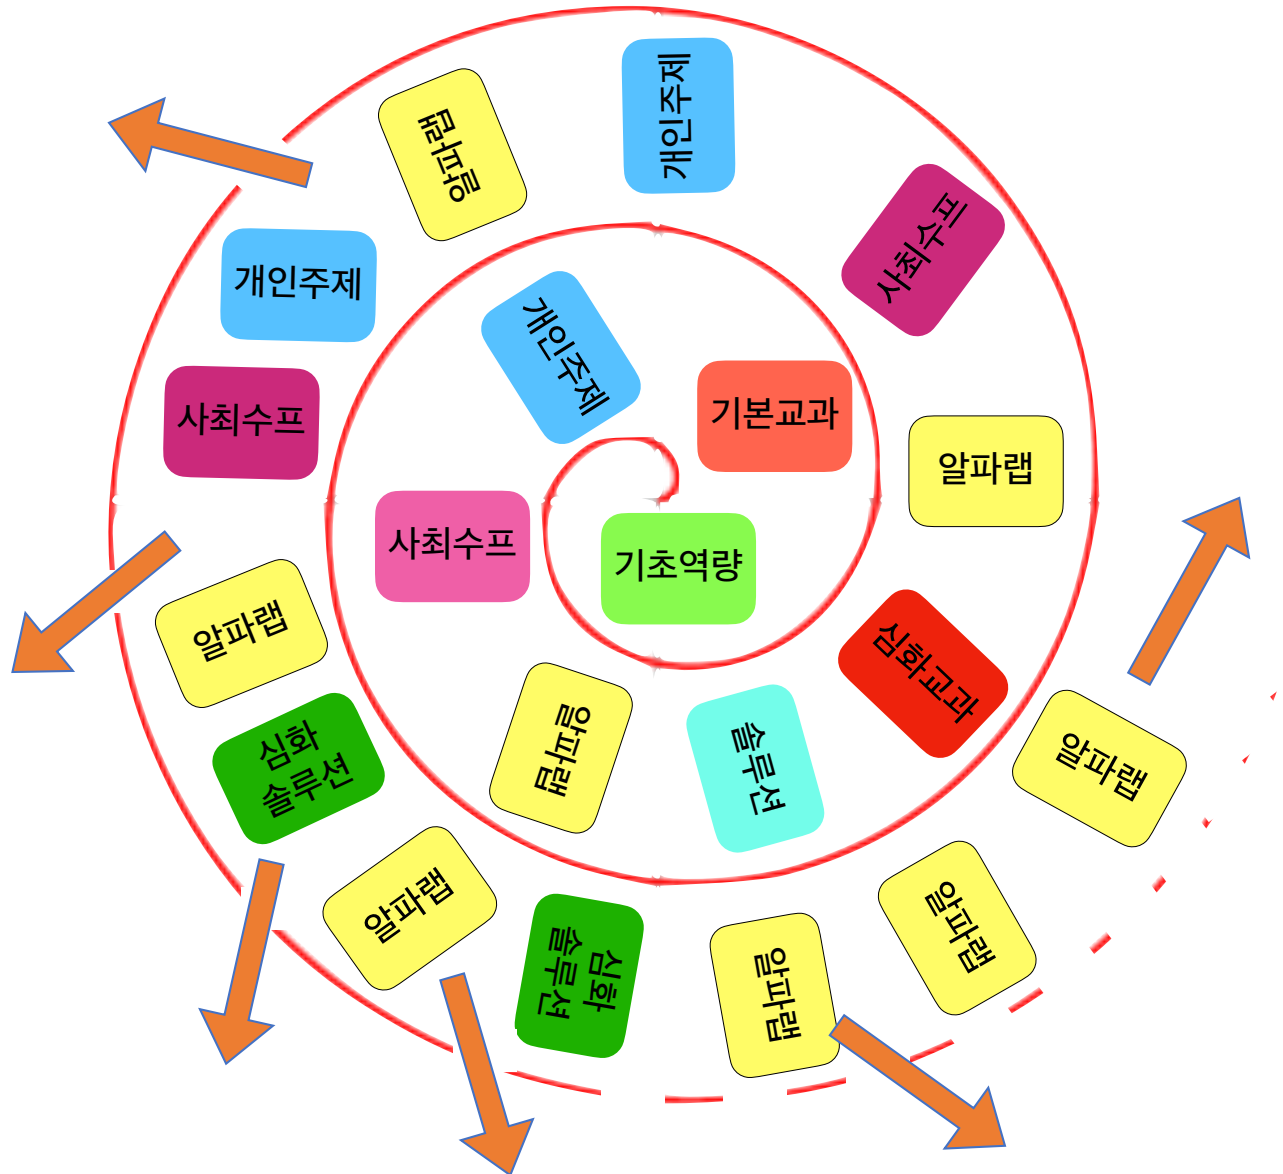 알파랩
개인주제
사최수프
개인주제
개인주제
기본교과
사최수프
알파랩
사최수프
기초역량
알파랩
심화
솔루션
알파랩
솔루션
심화교과
알파랩
알파랩
심화
솔루션
알파랩
알파랩